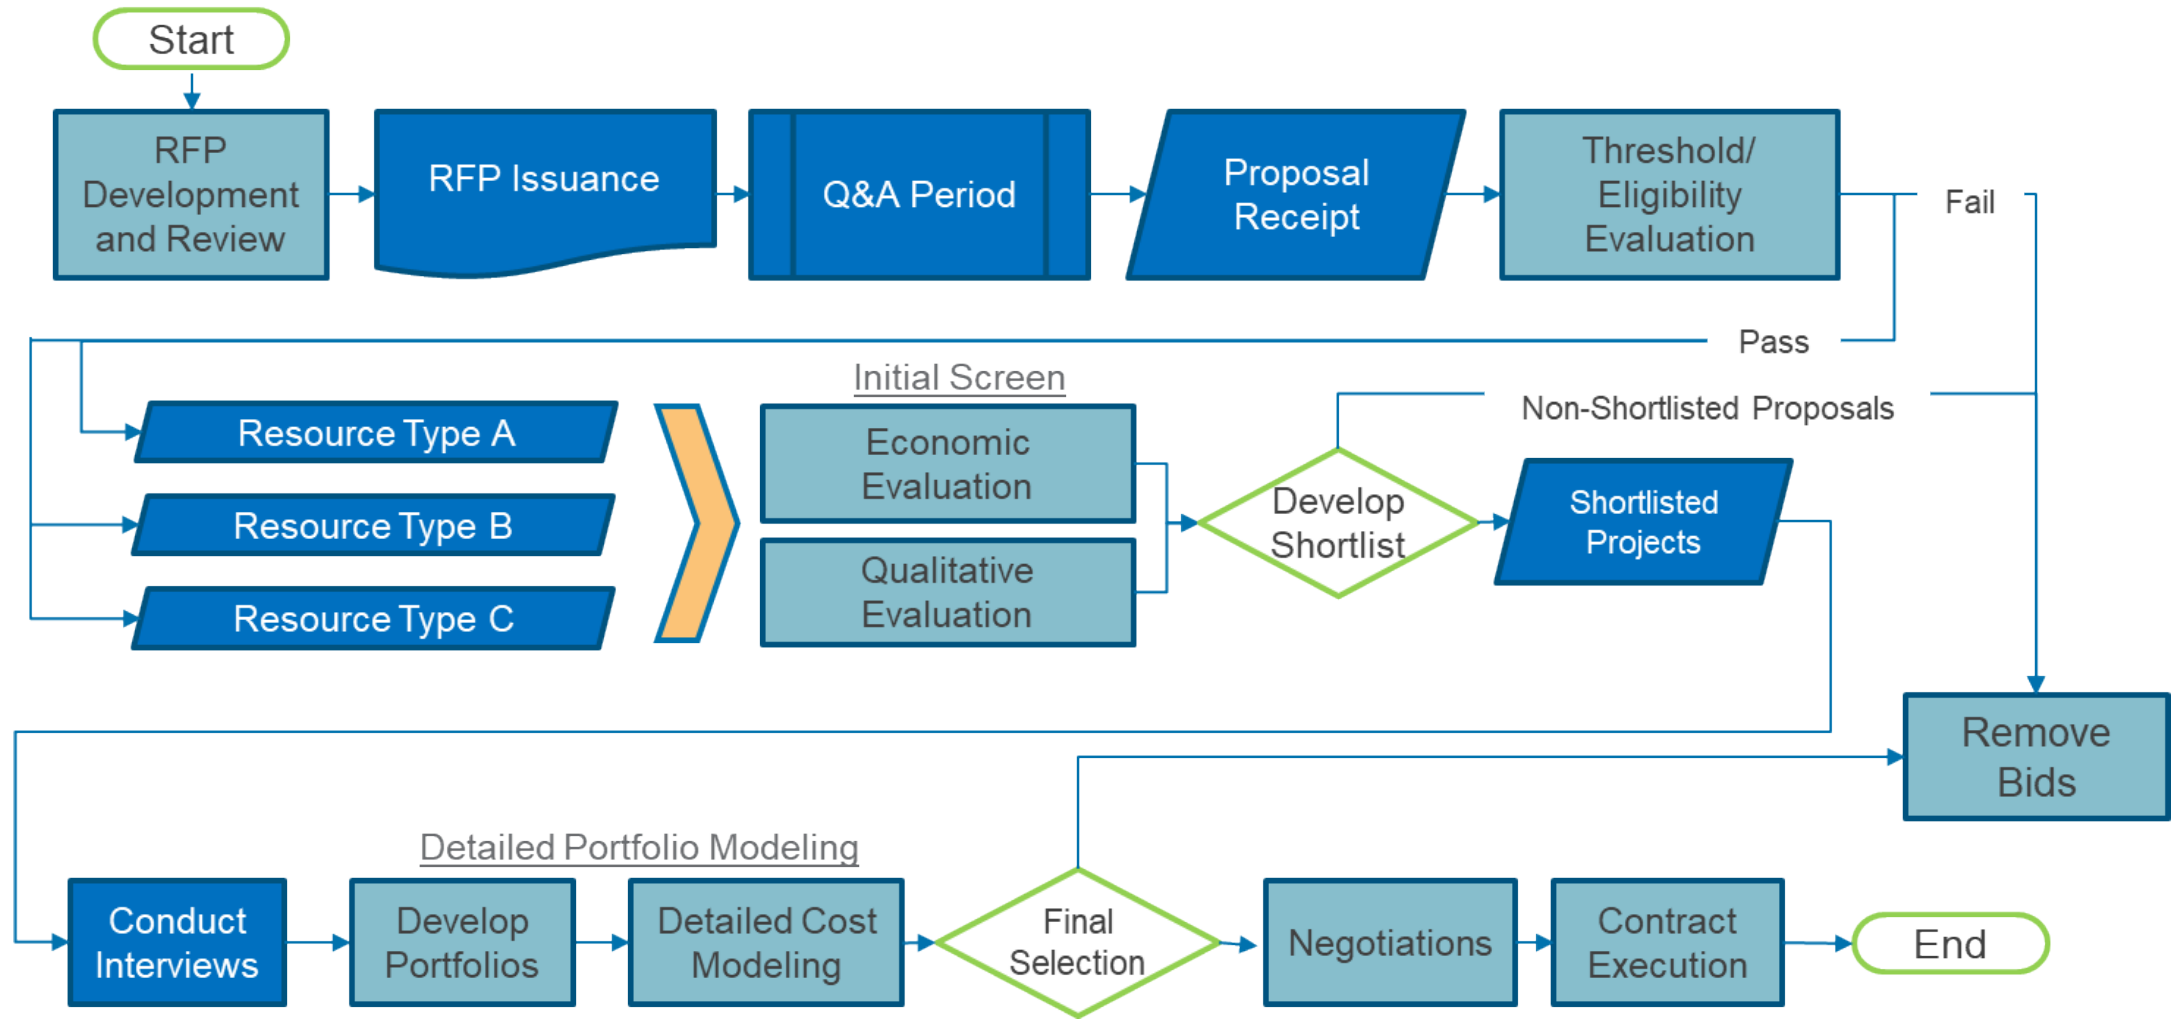 Start
RFP
Development
and Review
RFP Issuance
Q&A Period
Proposal
Receipt
Threshold/
Eligibility
Evaluation
Fail
Pass
Initial Screen
Non-Shortlisted Proposals
Resource Type A
Resource Type B
Resource Type C
Economic
Evaluation
Qualitative
Evaluation
Develop
Shortlist
Shortlisted
Projects
Remove
Bids
Detailed Portfolio Modeling
Conduct
Interviews
Develop
Portfolios
Detailed Cost
Modeling
Final
Selection
Negotiations
Contract
Execution
End